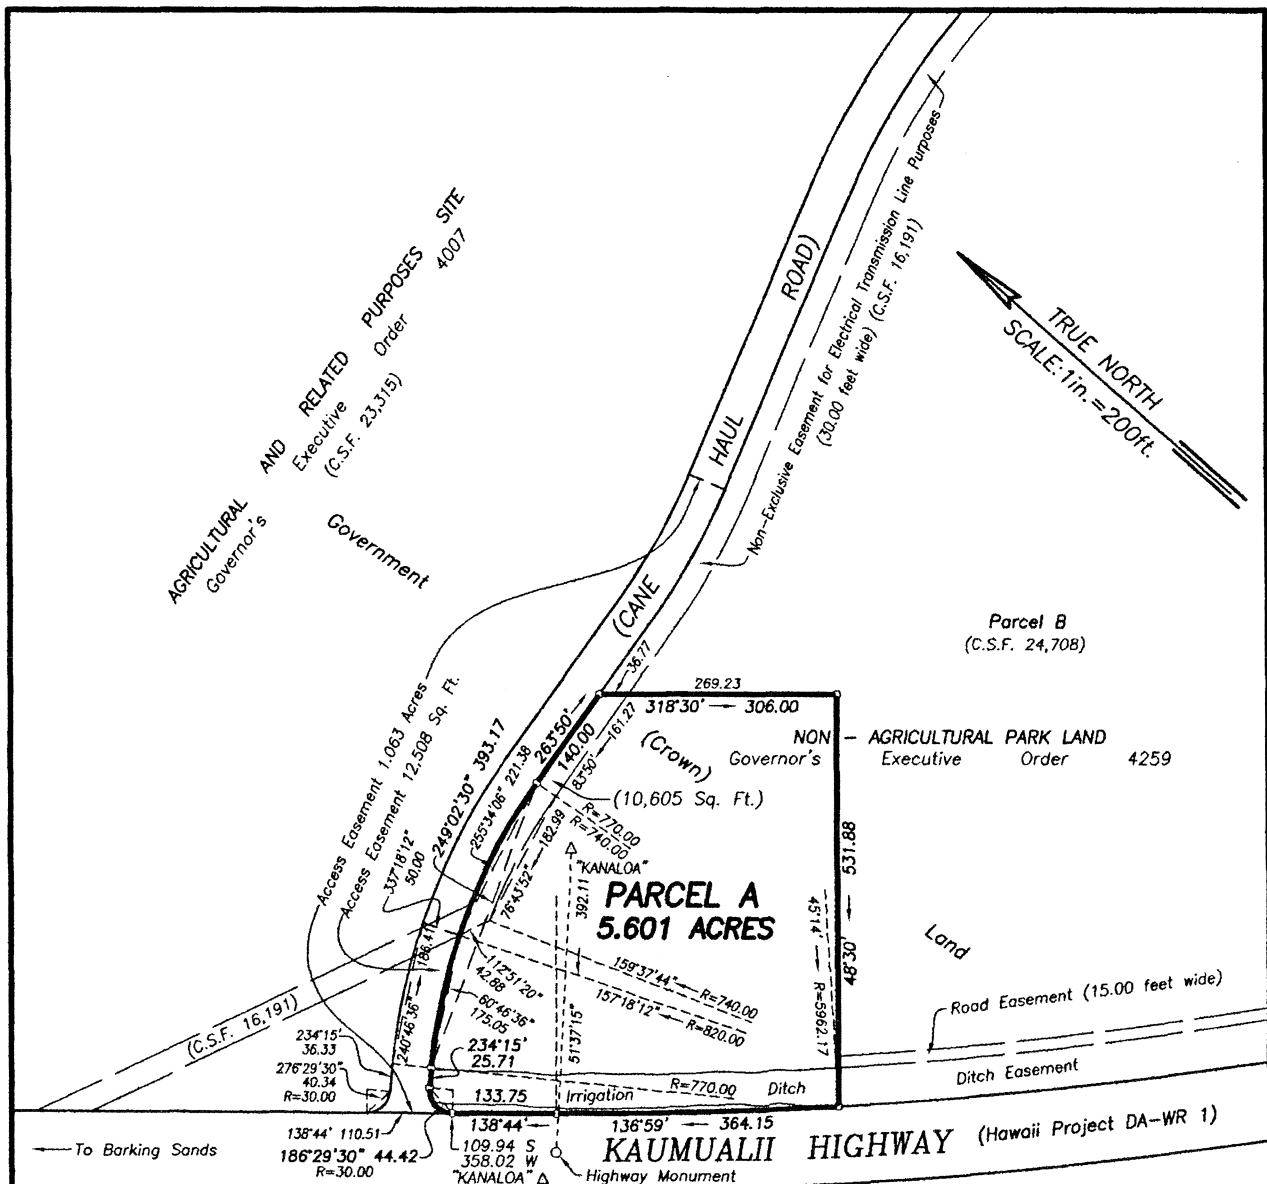 AGRICULTURAL AND RELATED PURPOSES SITE
Governor's Executive Order 4007
(C.S.F. 23,315)
Government
(CANE HAUL ROAD)
Non-Exclusive Easement for Electrical Transmission Line Purposes
(30.00 feet wide) (C.S.F. 16,191)
TRUE NORTH
SCALE: 1in.=200ft.
Parcel B
(C.S.F. 24,708)
269.23
318°30' 306.00
36.77
161.27
83°50'
263°50'
140.00
(Crown)
NON - AGRICULTURAL PARK LAND
Governor's Executive Order 4259
(10,605 Sq. Ft.)
R=770.00
R=740.00
249°02'30" 393.17
255°34'06" 221.38
76°43'52" 182.99
Access Easement 1.063 Acres
Access Easement 12,508 Sq. Ft.
337°18'12"
50.00
"KANALOA"
392.11
PARCEL A
5.601 ACRES
531.88
48°30'
45°14' R=5962.17
Land
186.41
240°46'36"
112°51'20"
42.88
159°37'44" R=740.00
157°18'12" R=820.00
60°46'36"
175.05
51°37'15"
(C.S.F. 16,191)
Road Easement (15.00 feet wide)
234°15'
36.33
234°15'
25.71
276°29'30"
40.34
R=30.00
R=770.00
133.75 Irrigation Ditch
Ditch Easement
138°44' 110.51
138°44'
136°59' 364.15
186°29'30" 44.42
R=30.00
109.94 S
358.02 W
"KANALOA"
To Barking Sands
KAUMUALII HIGHWAY (Hawaii Project DA-WR 1)
Highway Monument